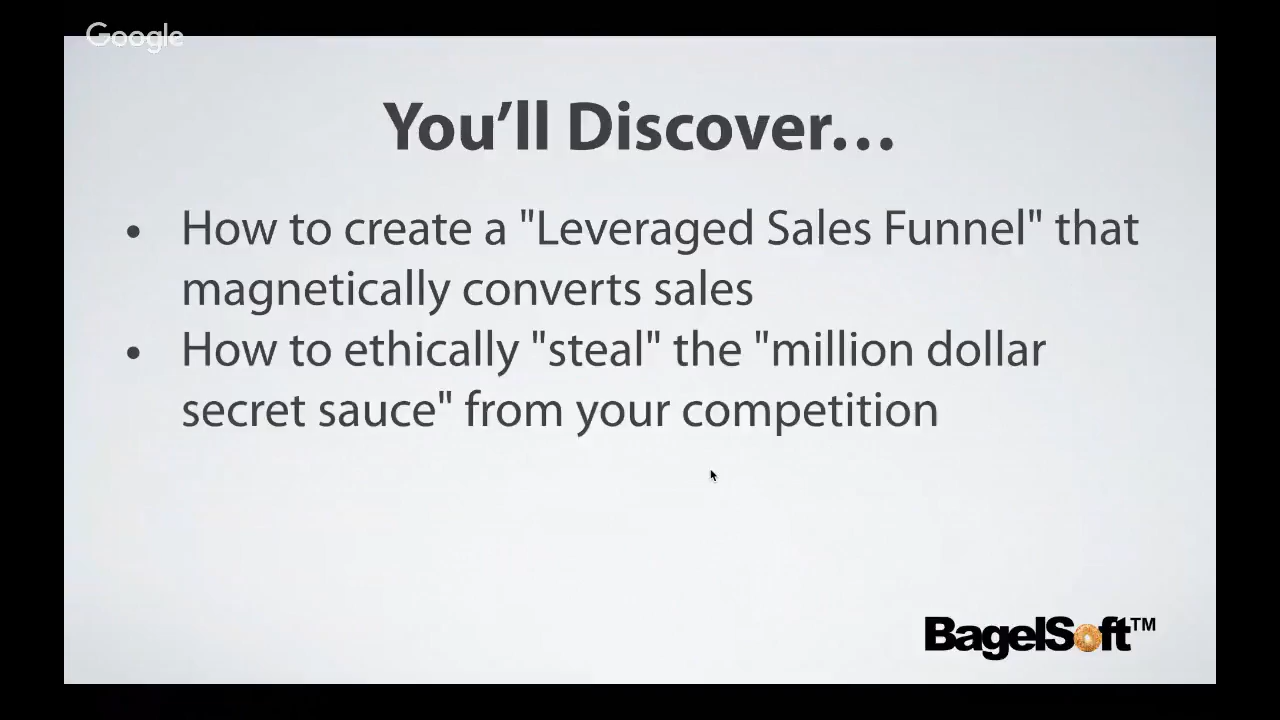 Google
You’ll Discover…
• How to create a "Leveraged Sales Funnel" that
magnetically converts sales
• How to ethically "steal" the "million dollar
secret sauce" from your competition
BagelSoft™